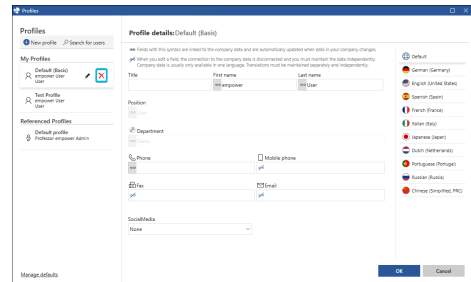 Profiles
Profiles
New profile
Search for users
My Profiles
Default (Basis)
empower User
User
Test Profile
empower User
User
Referenced Profiles
Default profile
Professor empower Admin
Manage defaults
Profile details: Default (Basis)
Fields with this symbol are linked to the company data and are automatically updated when data in your company changes.
When you edit a field, the connection to the company data is disconnected and you must maintain the data independently.
Company data is usually only available in one language. Translations must be maintained separately and independently.
Title
First name
Last name
empower
User
Position
User
Department
Phone
Mobile phone
Fax
Email
SocialMedia
None
Default
German (Germany)
English (United States)
Spanish (Spain)
French (France)
Italian (Italy)
Japanese (Japan)
Dutch (Netherlands)
Portuguese (Portugal)
Russian (Russia)
Chinese (Simplified, PRC)
OK
Cancel